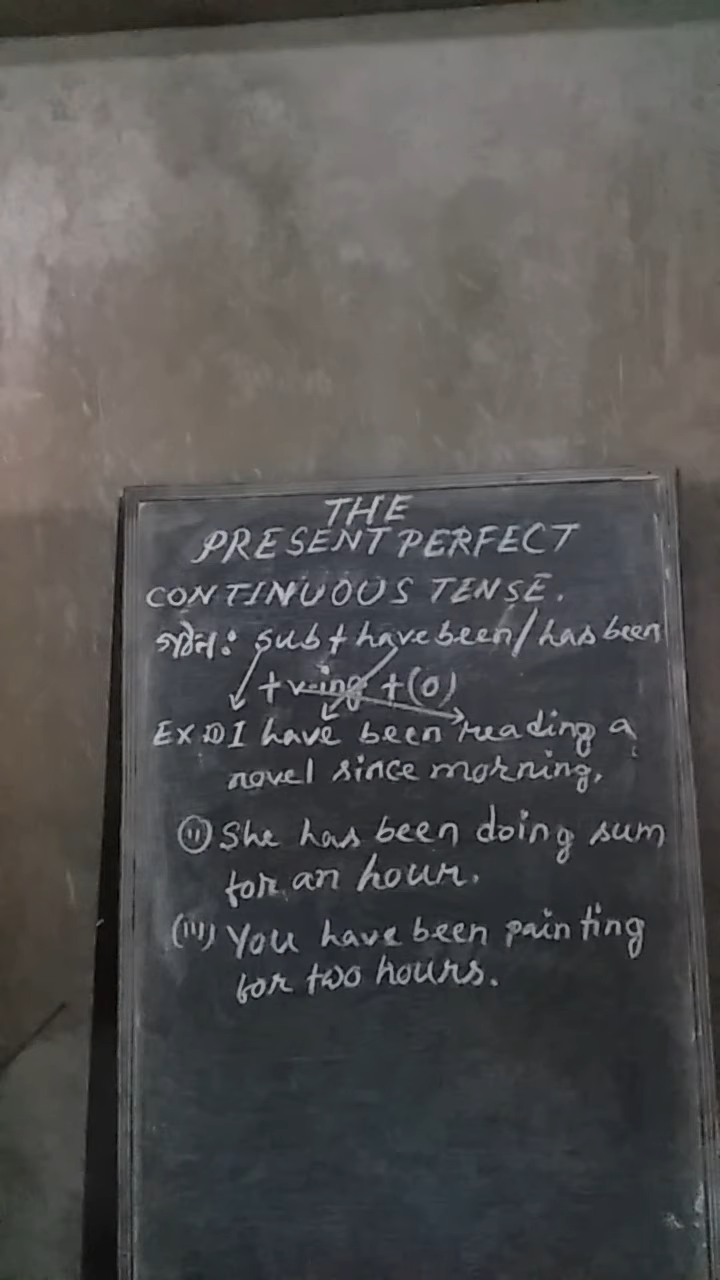 THE
PRESENT PERFECT
CONTINUOUS TENSE.
গঠন: sub + have been/has been
+ v-ing + (o)
Ex (i) I have been reading a
novel since morning.
(ii) She has been doing sum
for an hour.
(iii) You have been painting
for two hours.